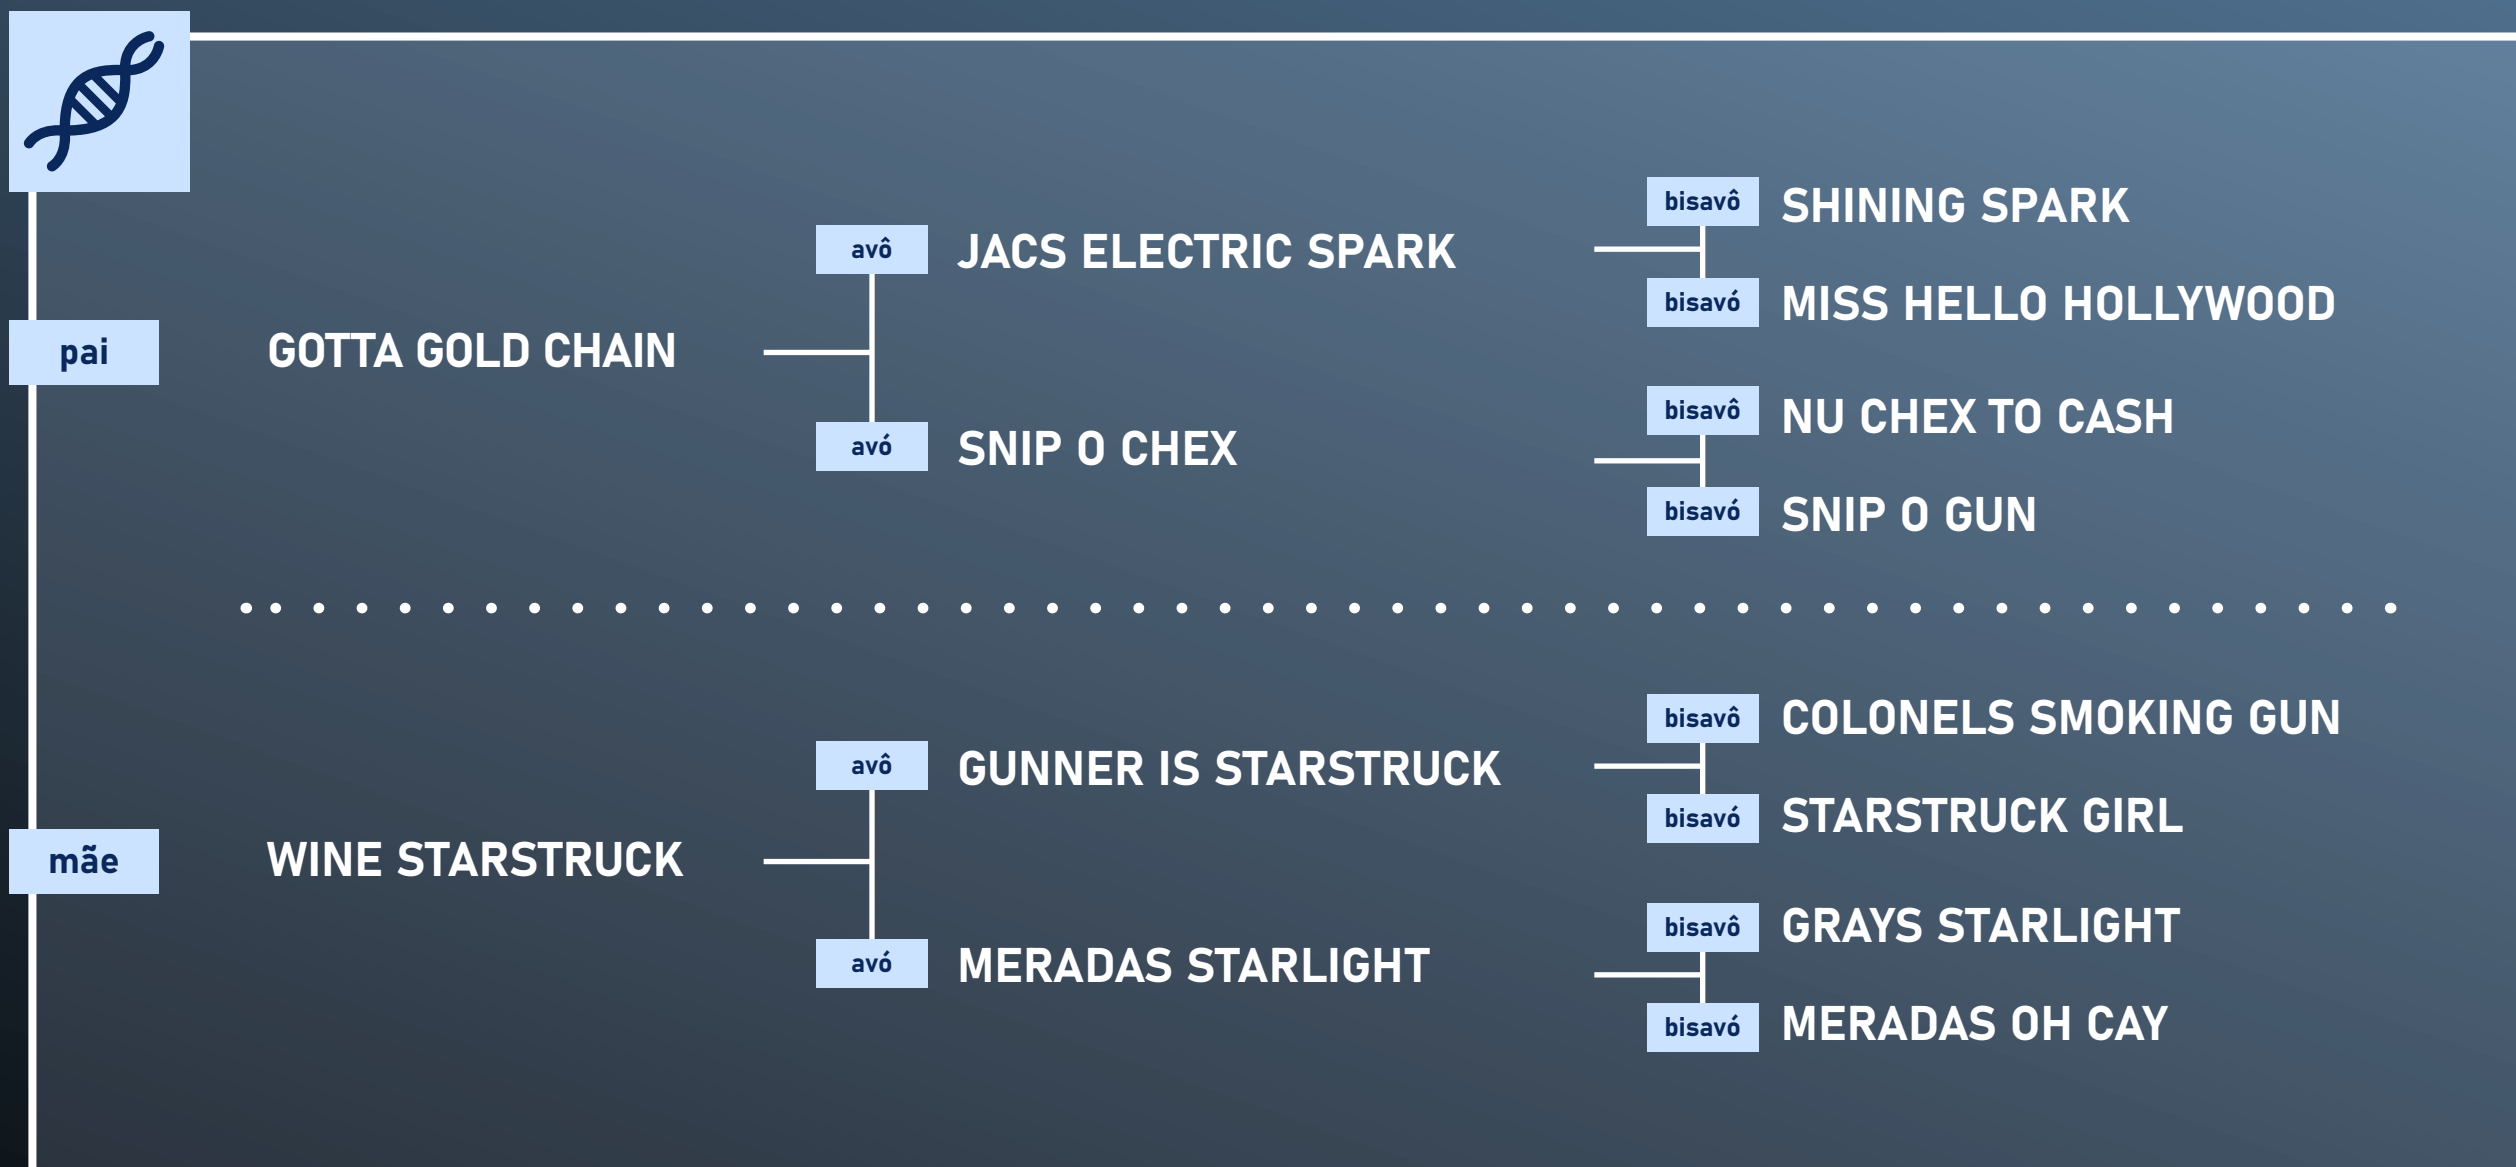 bisavô SHINING SPARK
avô JACS ELECTRIC SPARK
bisavó MISS HELLO HOLLYWOOD
pai GOTTA GOLD CHAIN
bisavô NU CHEX TO CASH
avó SNIP O CHEX
bisavó SNIP O GUN
bisavô COLONELS SMOKING GUN
avô GUNNER IS STARSTRUCK
bisavó STARSTRUCK GIRL
mãe WINE STARSTRUCK
bisavô GRAYS STARLIGHT
avó MERADAS STARLIGHT
bisavó MERADAS OH CAY